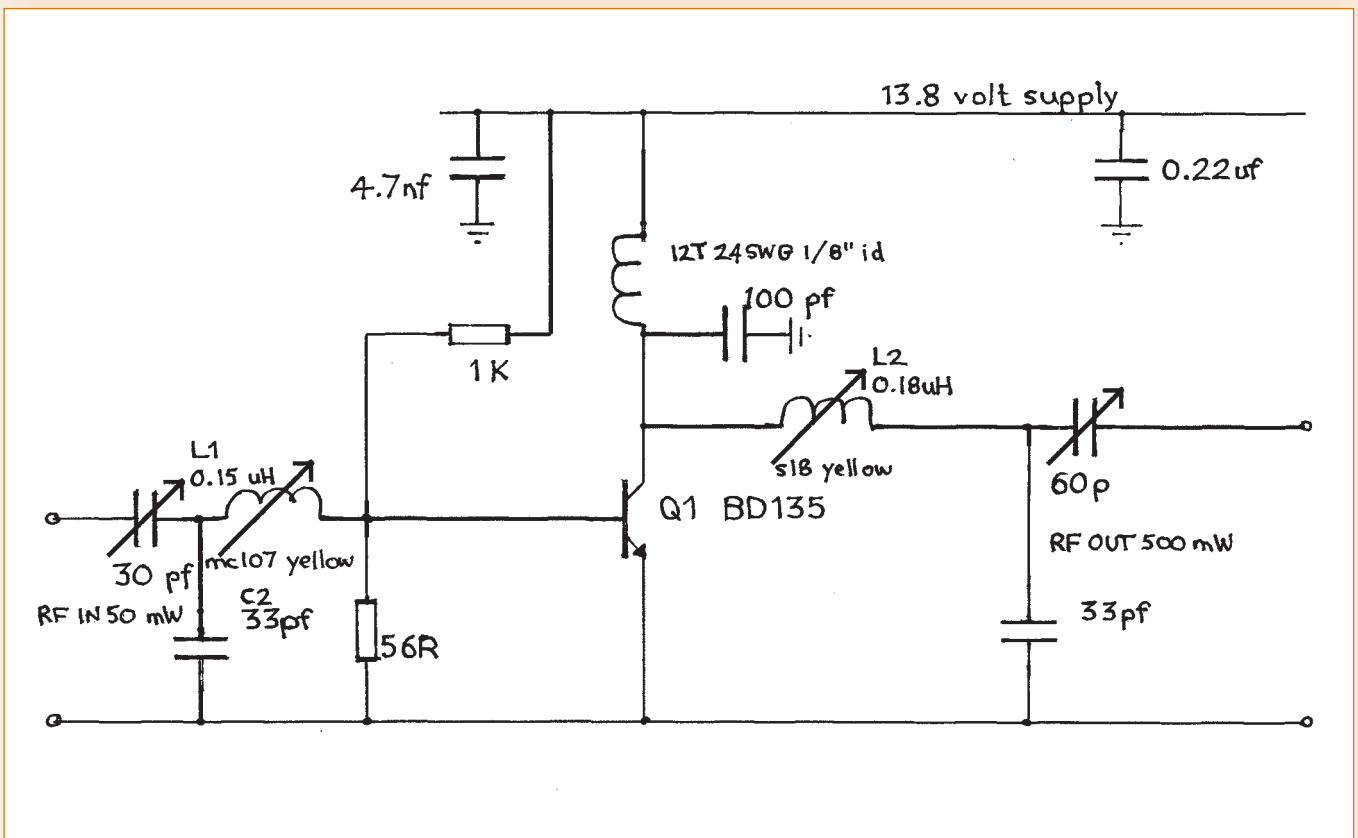 13.8 volt supply
4.7nf
0.22uf
12T 24SWG 1/8" id
100 pf
1K
L2
0.18uH
L1
0.15 uH
s18 yellow
60p
Q1 BD135
RF OUT 500 mW
mc107 yellow
30 pf
C2
RF IN 50 mW
33pf
33pf
56R